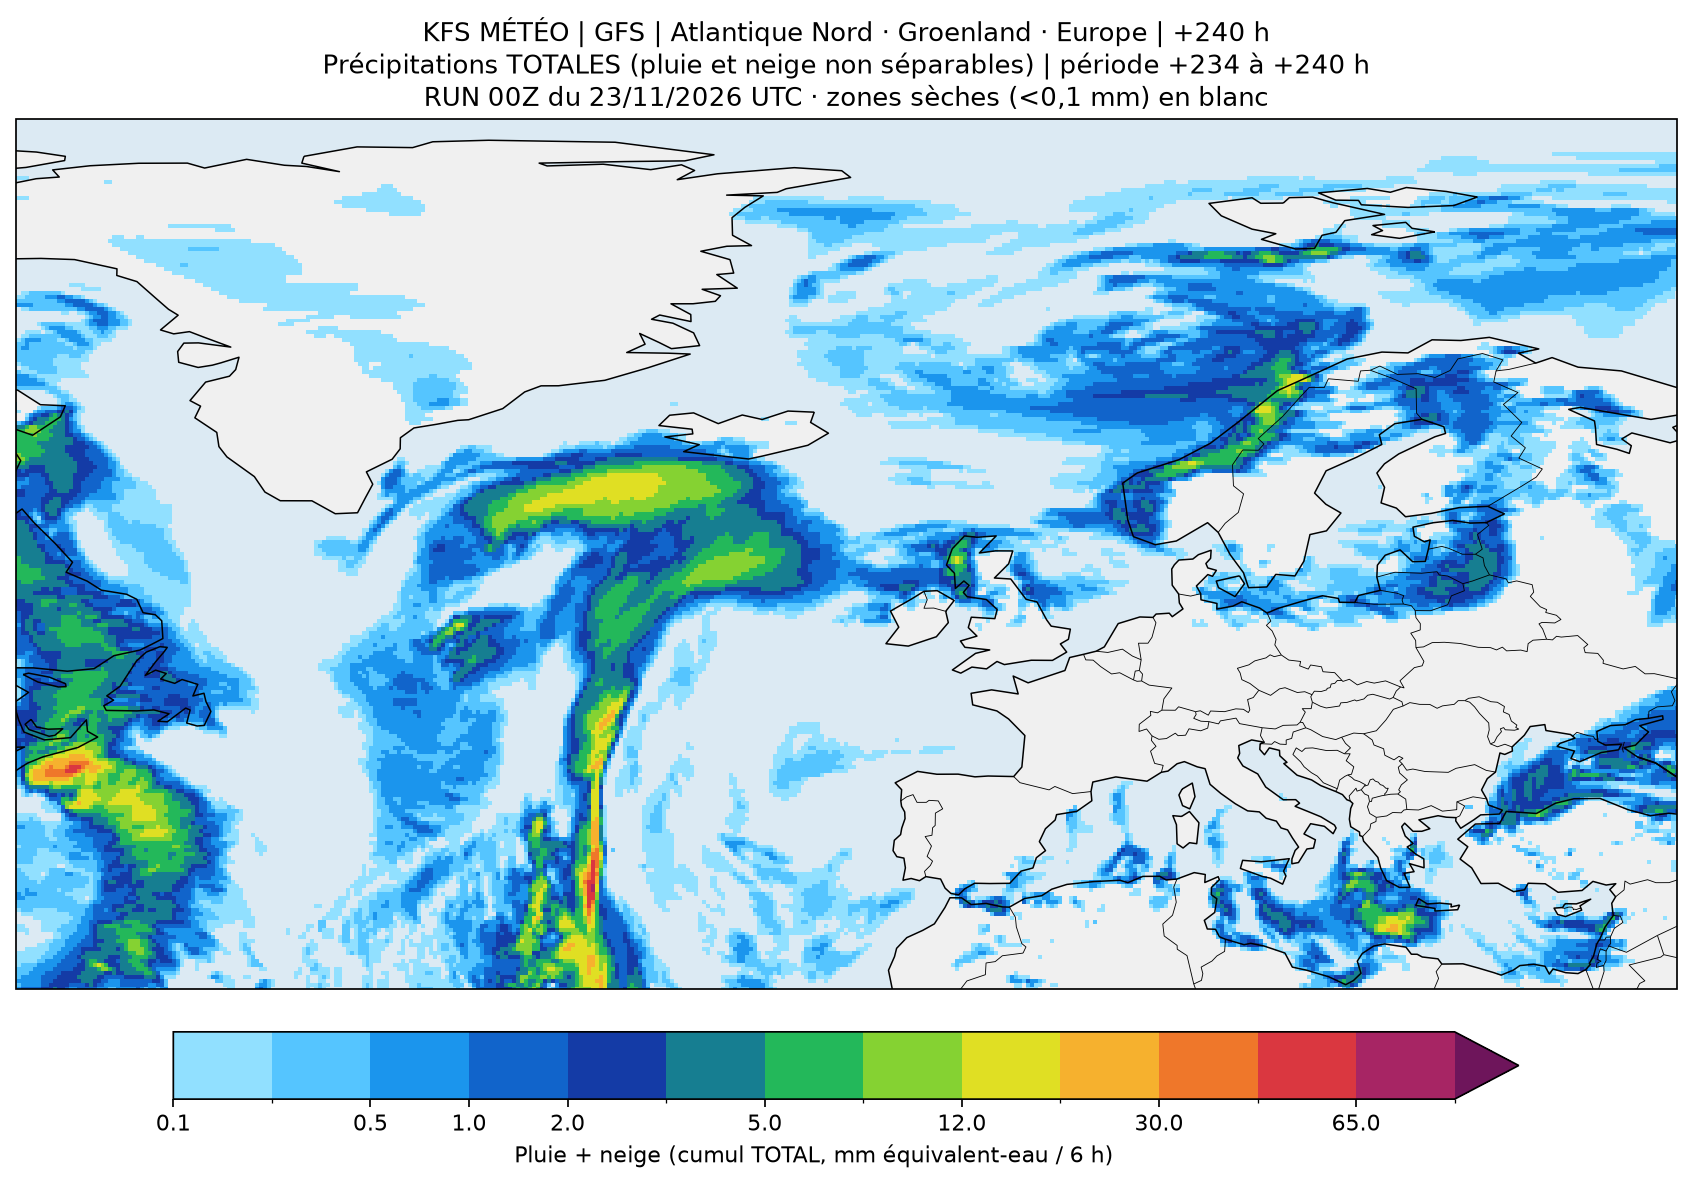 KFS MÉTÉO | GFS | Atlantique Nord · Groenland · Europe | +240 h
Précipitations TOTALES (pluie et neige non séparables) | période +234 à +240 h
RUN 00Z du 23/11/2026 UTC · zones sèches (<0,1 mm) en blanc
0.1 0.5 1.0 2.0 5.0 12.0 30.0 65.0
Pluie + neige (cumul TOTAL, mm équivalent-eau / 6 h)